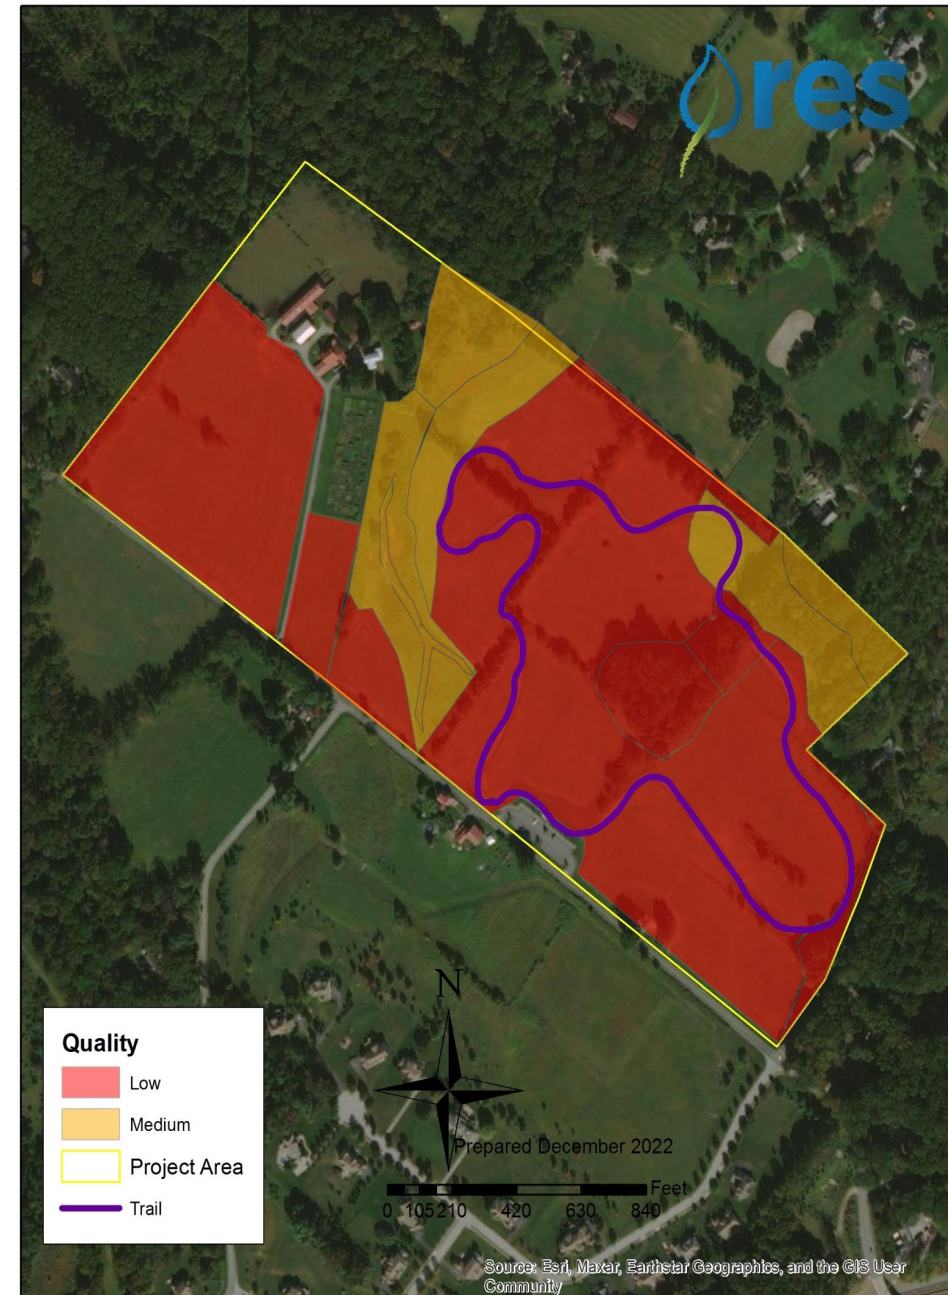 res
Quality
Low
Medium
Project Area
Trail
N
Prepared December 2022
Feet
0 105 210 420 630 840
Source: Esri, Maxar, Earthstar Geographics, and the GIS User
Community